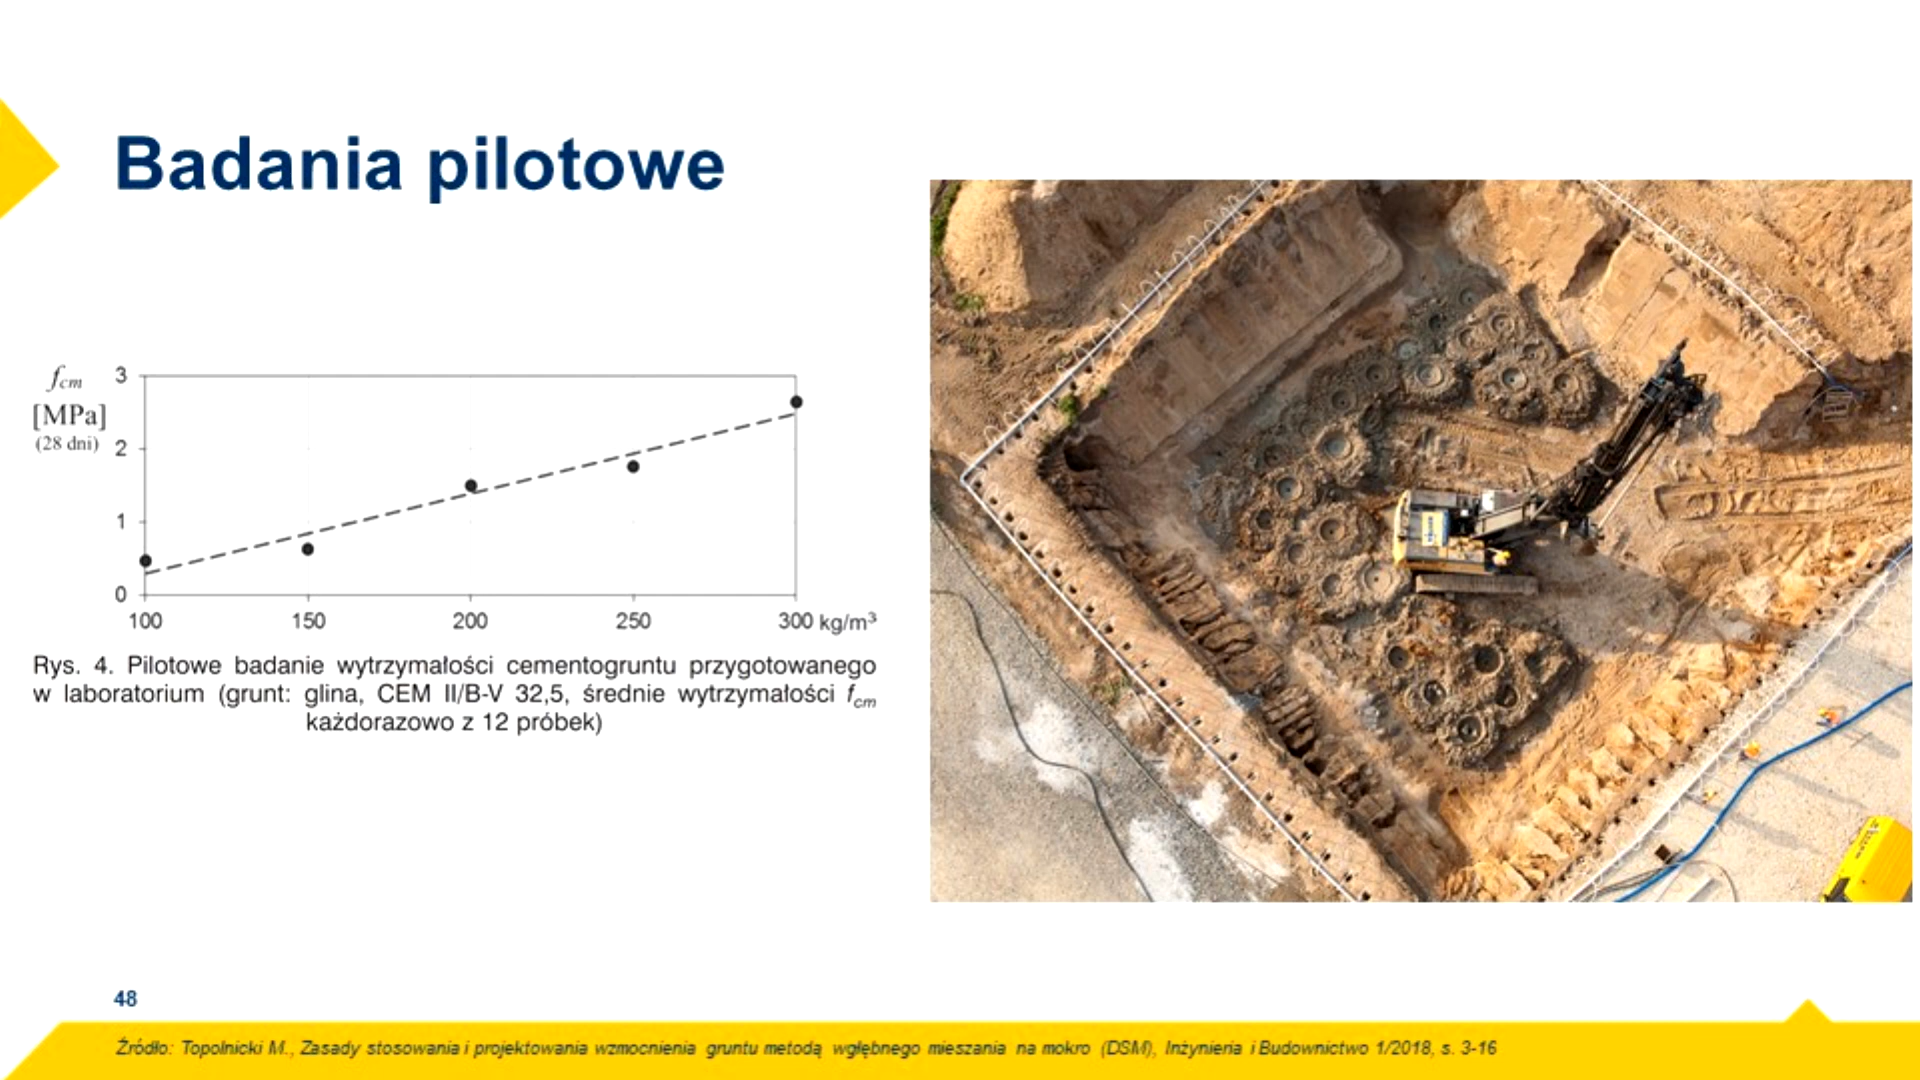 Badania pilotowe
fcm
[MPa]
(28 dni)
3
2
1
0
100 150 200 250 300 kg/m³
Rys. 4. Pilotowe badanie wytrzymałości cementogruntu przygotowanego
w laboratorium (grunt: glina, CEM II/B-V 32,5, średnie wytrzymałości fcm
każdorazowo z 12 próbek)
48
Źródło: Topolnicki M., Zasady stosowania i projektowania wzmocnienia gruntu metodą wgłębnego mieszania na mokro (DSM), Inżynieria i Budownictwo 1/2018, s. 3-16